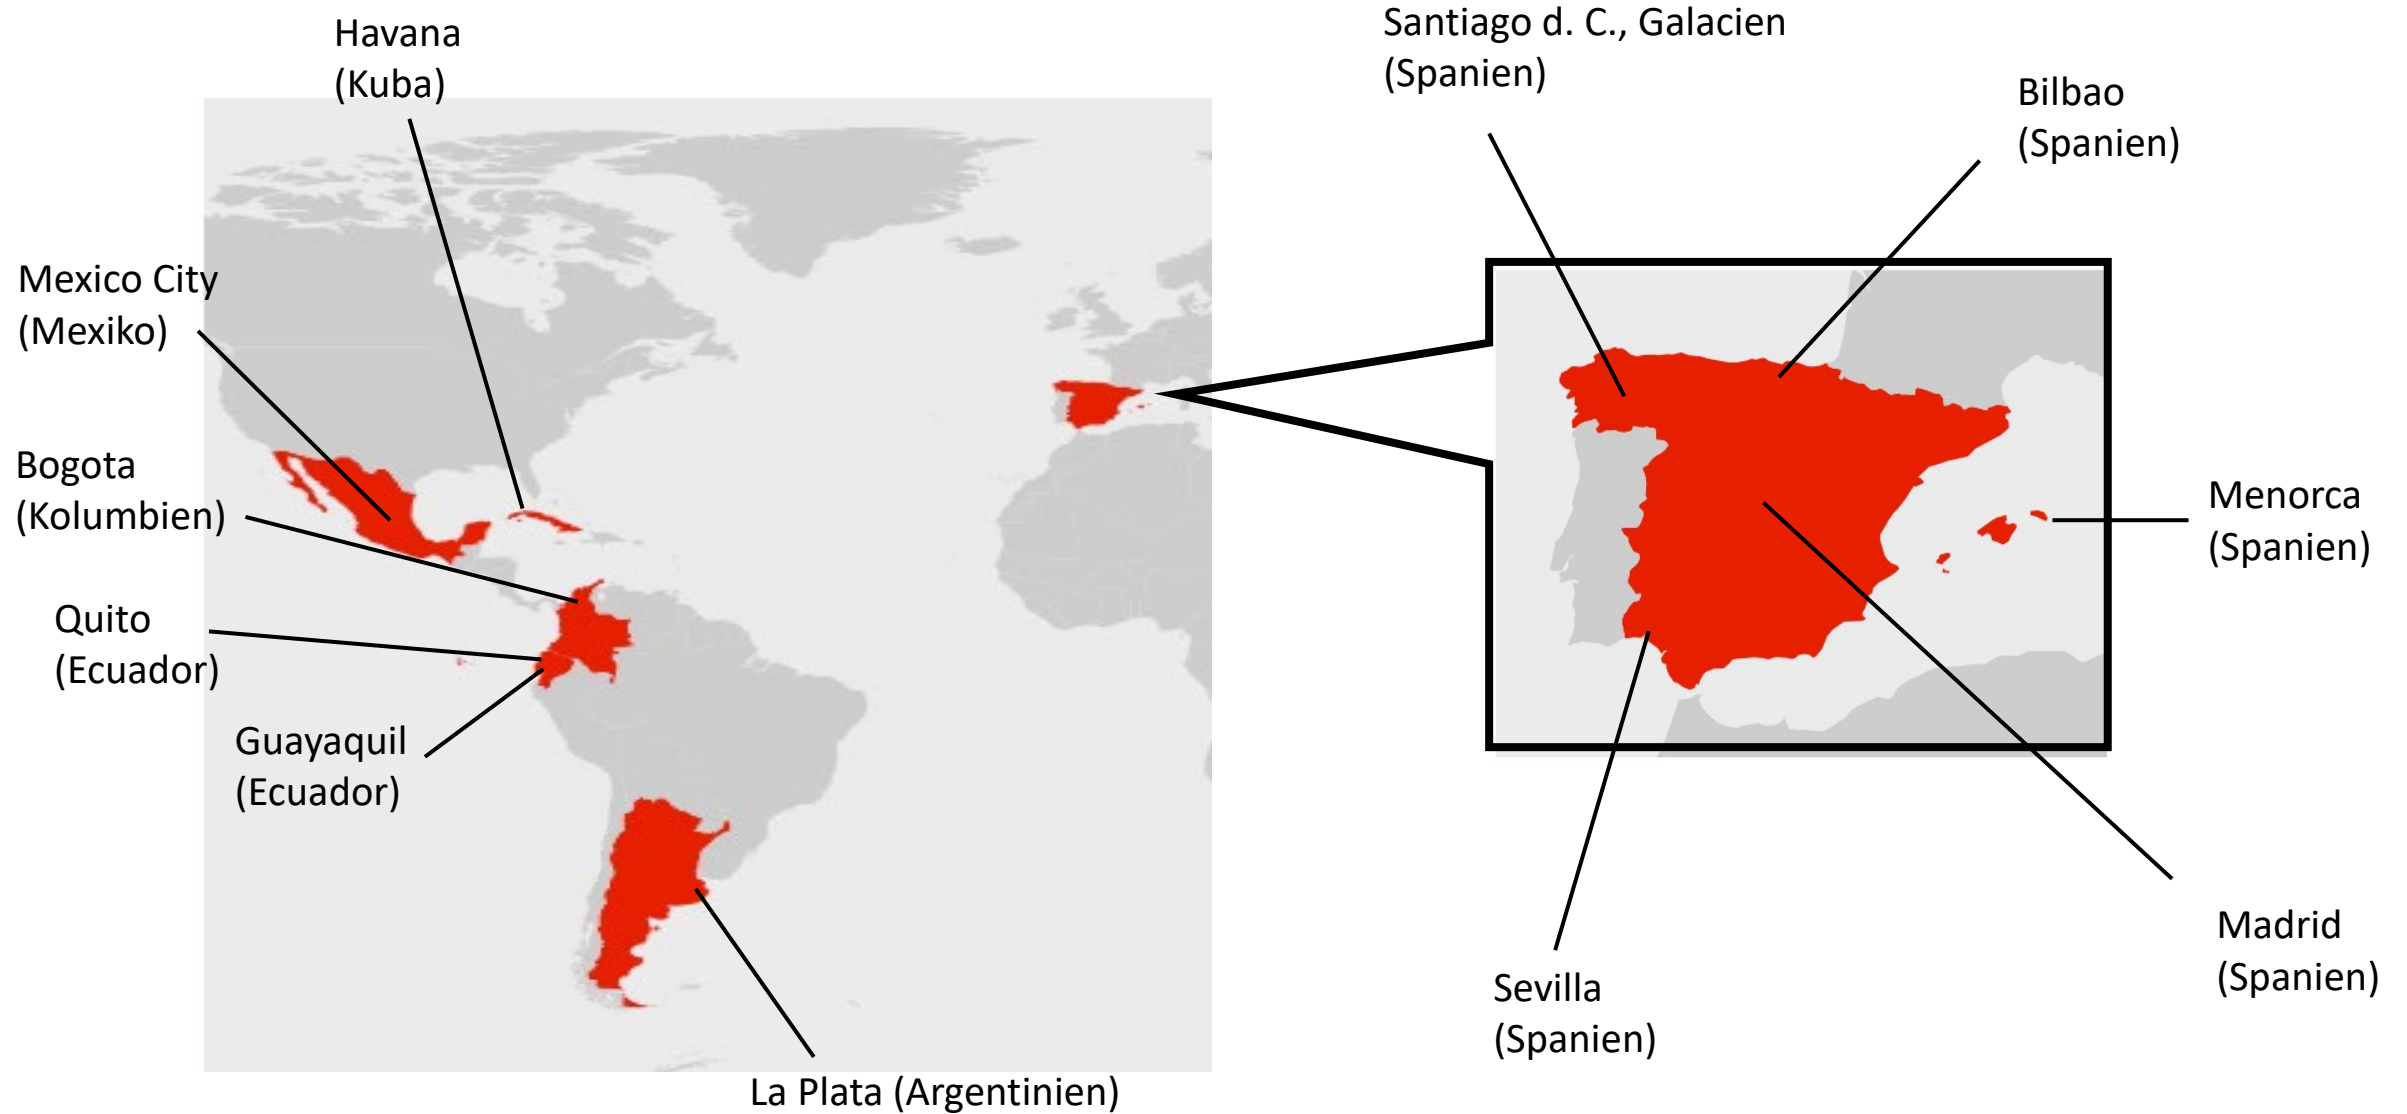 Havana
(Kuba)
Santiago d. C., Galacien
(Spanien)
Bilbao
(Spanien)
Mexico City
(Mexiko)
Bogota
(Kolumbien)
Menorca
(Spanien)
Quito
(Ecuador)
Guayaquil
(Ecuador)
Madrid
(Spanien)
Sevilla
(Spanien)
La Plata (Argentinien)